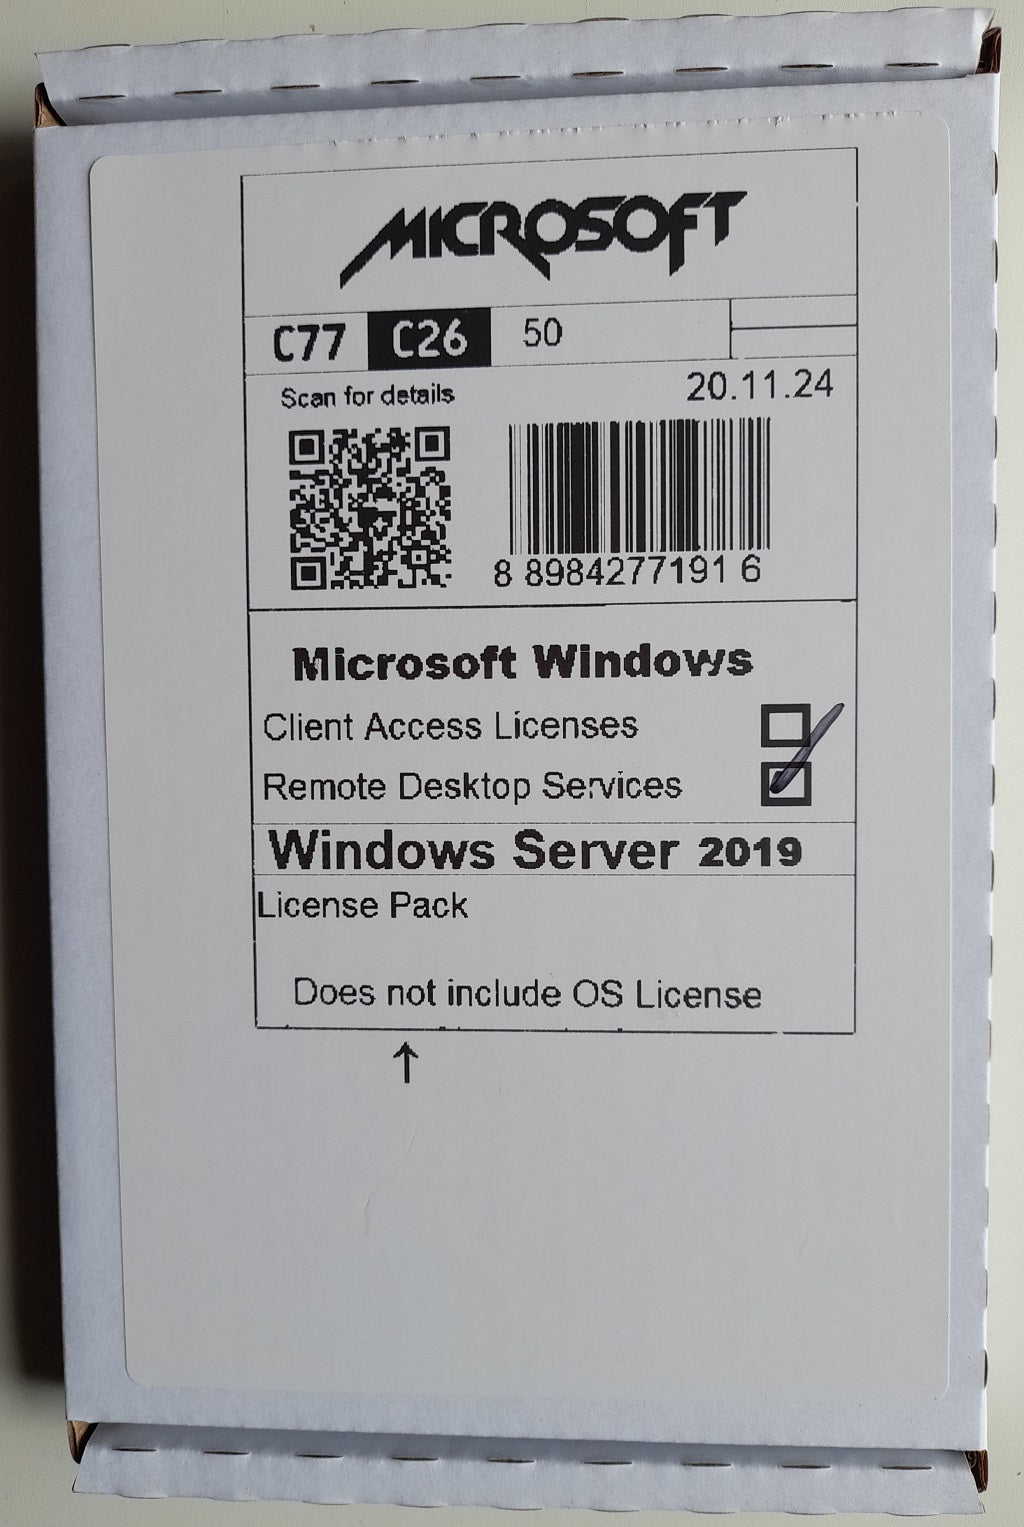 MICROSOFT
C77 C26 50
Scan for details
20.11.24
8 8984277191 6
Microsoft Windows
Client Access Licenses
Remote Desktop Services
Windows Server 2019
License Pack
Does not include OS License
↑